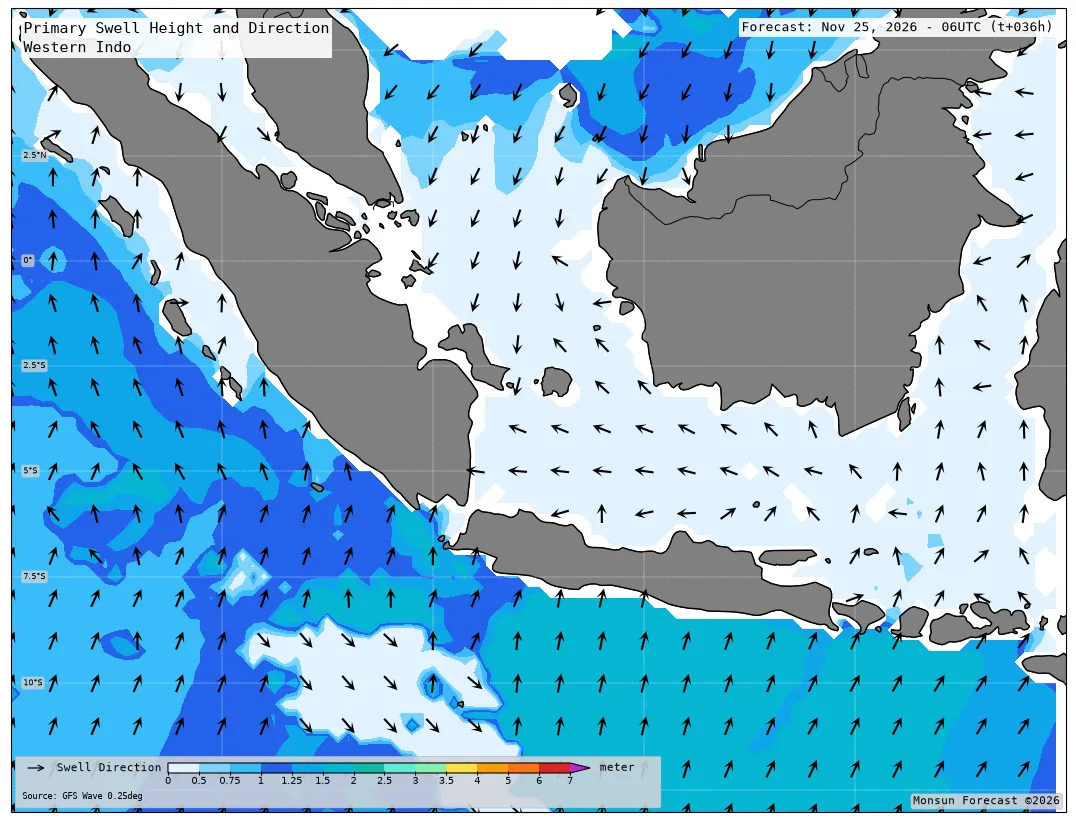 Primary Swell Height and Direction
Western Indo
Forecast: Nov 25, 2026 - 06UTC (t+036h)
2.5°N
0°
2.5°S
5°S
7.5°S
10°S
Swell Direction
0 0.5 0.75 1 1.25 1.5 2 2.5 3 3.5 4 5 6 7
meter
Source: GFS Wave 0.25deg
Monsun Forecast ©2026